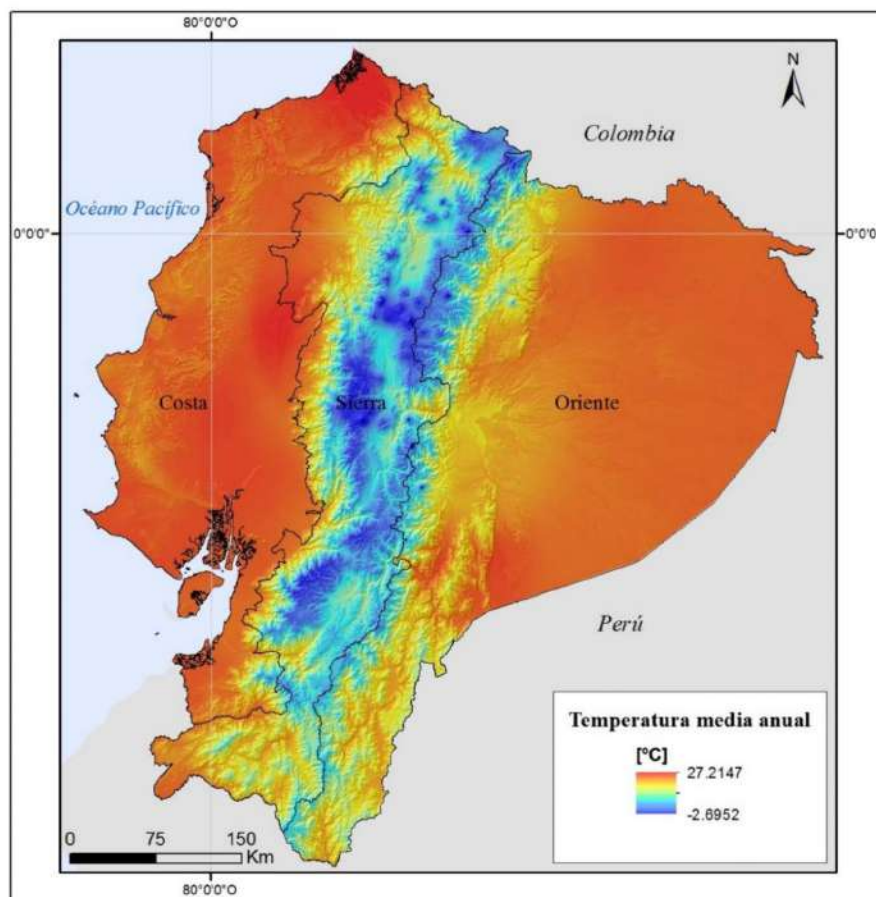 80°0'0"O
N
Colombia
Océano Pacífico
0°0'0"
0°0'0"
Costa
Sierra
Oriente
Perú
Temperatura media anual
[ºC]
27.2147
-2.6952
0 75 150
Km
80°0'0"O